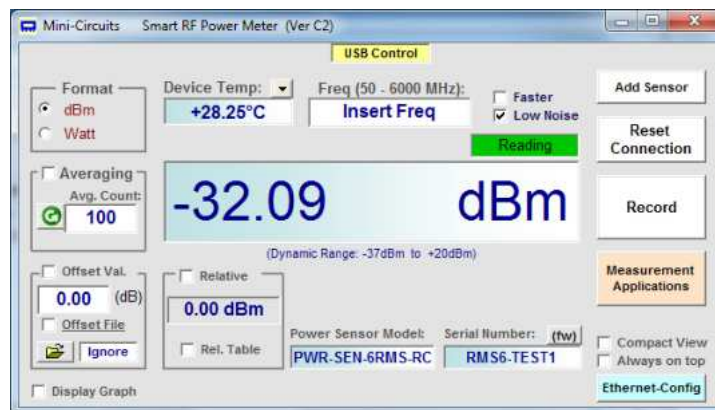 Mini-Circuits Smart RF Power Meter (Ver C2)
USB Control
Format
dBm
Watt
Device Temp:
+28.25°C
Freq (50 - 6000 MHz):
Insert Freq
Faster
Low Noise
Reading
Add Sensor
Reset
Connection
Averaging
Avg. Count:
100
-32.09 dBm
(Dynamic Range: -37dBm to +20dBm)
Record
Offset Val.
0.00 (dB)
Offset File
Ignore
Relative
0.00 dBm
Rel. Table
Power Sensor Model:
PWR-SEN-6RMS-RC
Serial Number: (fw)
RMS6-TEST1
Measurement
Applications
Compact View
Always on top
Display Graph
Ethernet-Config